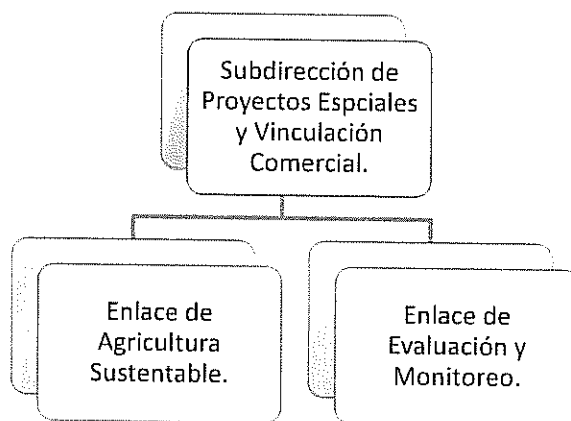 Subdirección de
Proyectos Espciales
y Vinculación
Comercial.
Enlace de
Agricultura
Sustentable.
Enlace de
Evaluación y
Monitoreo.